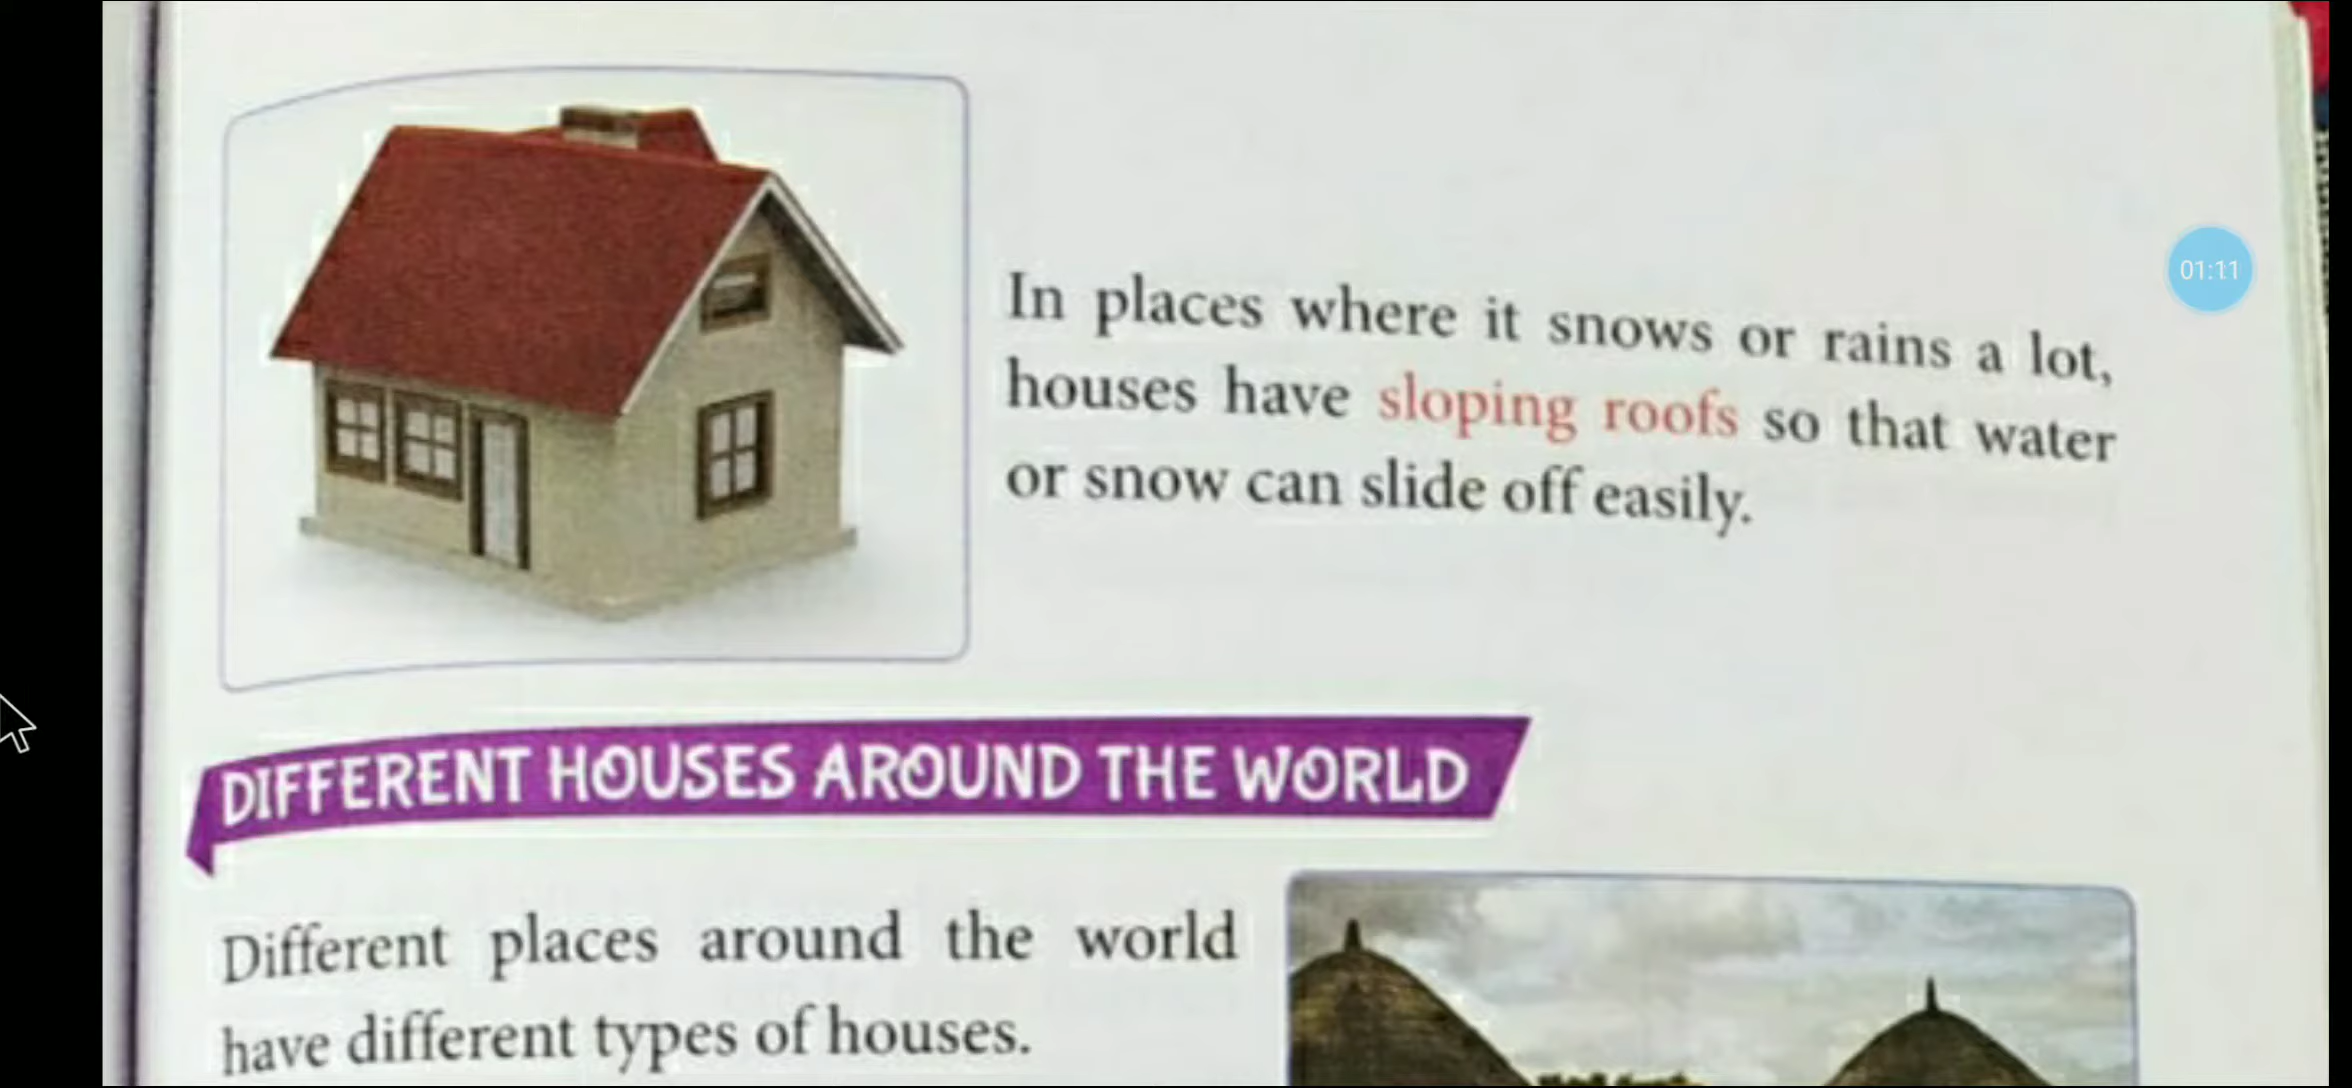 In places where it snows or rains a lot,
houses have sloping roofs so that water
or snow can slide off easily.
01:11
DIFFERENT HOUSES AROUND THE WORLD
Different places around the world
have different types of houses.